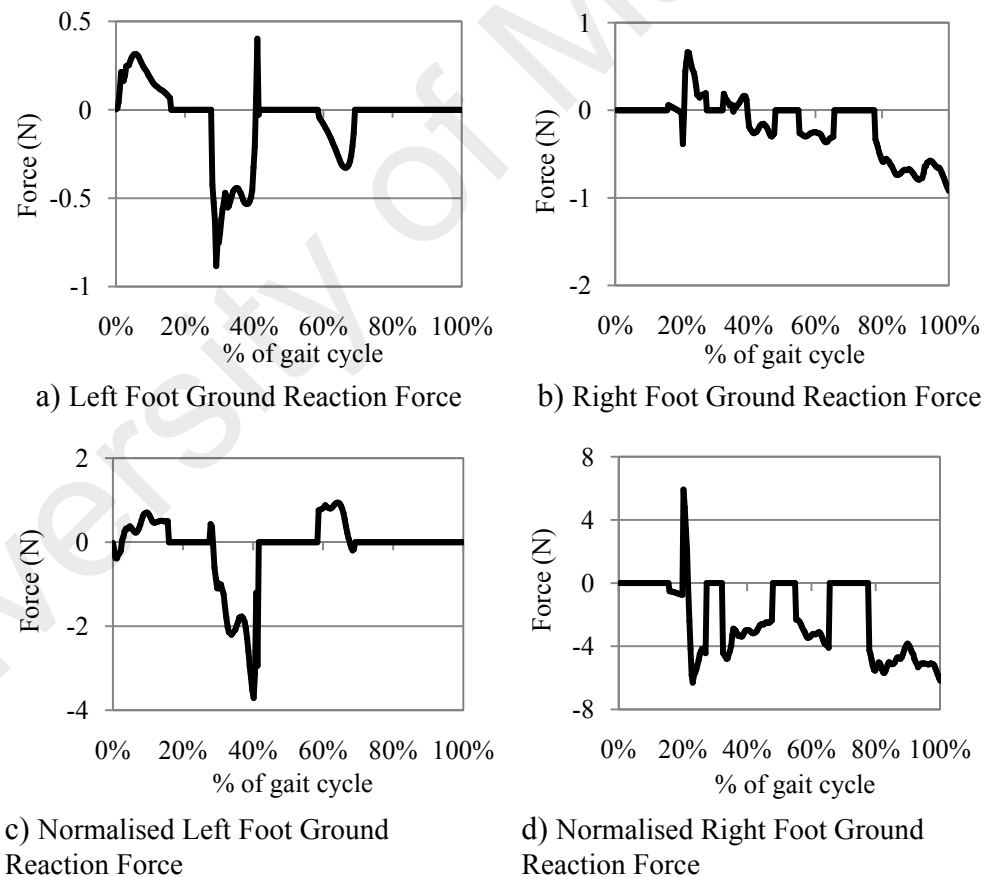 0.5
0
-0.5
-1
Force (N)
0% 20% 40% 60% 80% 100%
% of gait cycle
a) Left Foot Ground Reaction Force
1
0
-1
-2
Force (N)
0% 20% 40% 60% 80% 100%
% of gait cycle
b) Right Foot Ground Reaction Force
2
0
-2
-4
Force (N)
0% 20% 40% 60% 80% 100%
% of gait cycle
c) Normalised Left Foot Ground
Reaction Force
8
4
0
-4
-8
Force (N)
0% 20% 40% 60% 80% 100%
% of gait cycle
d) Normalised Right Foot Ground
Reaction Force
ersity of M